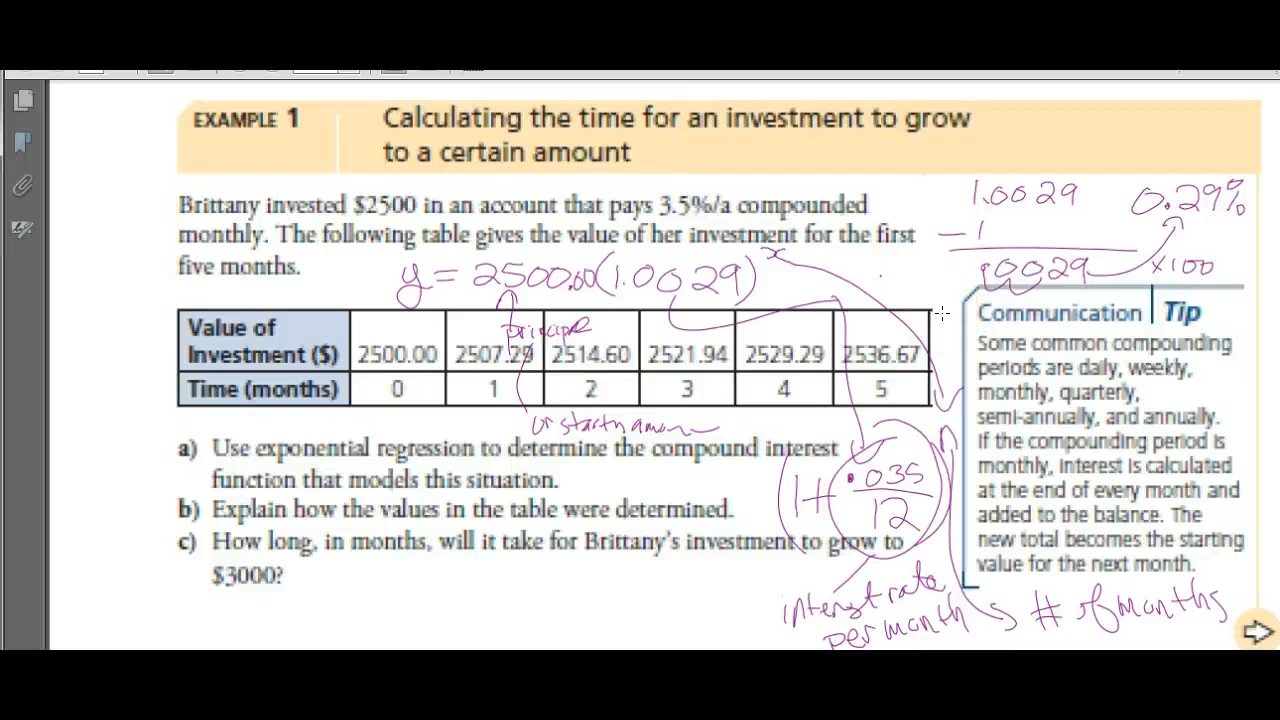 EXAMPLE 1
Calculating the time for an investment to grow
to a certain amount
Brittany invested $2500 in an account that pays 3.5%/a compounded
monthly. The following table gives the value of her investment for the first
five months.
y = 2500.00(1.0029)^x
1.0029
- 1
.0029
0.29%
x100
Value of
Investment ($) 2500.00 2507.29 2514.60 2521.94 2529.29 2536.67
Time (months) 0 1 2 3 4 5
or
a) Use exponential regression to determine the compound interest
function that models this situation.
b) Explain how the values in the table were determined.
c) How long, in months, will it take for Brittany's investment to grow to
$3000?
(1+ .035/12)^n
interest rate
per month
# of months
Communication Tip
Some common compounding
periods are daily, weekly,
monthly, quarterly,
semi-annually, and annually.
If the compounding period is
monthly, interest is calculated
at the end of every month and
added to the balance. The
new total becomes the starting
value for the next month.